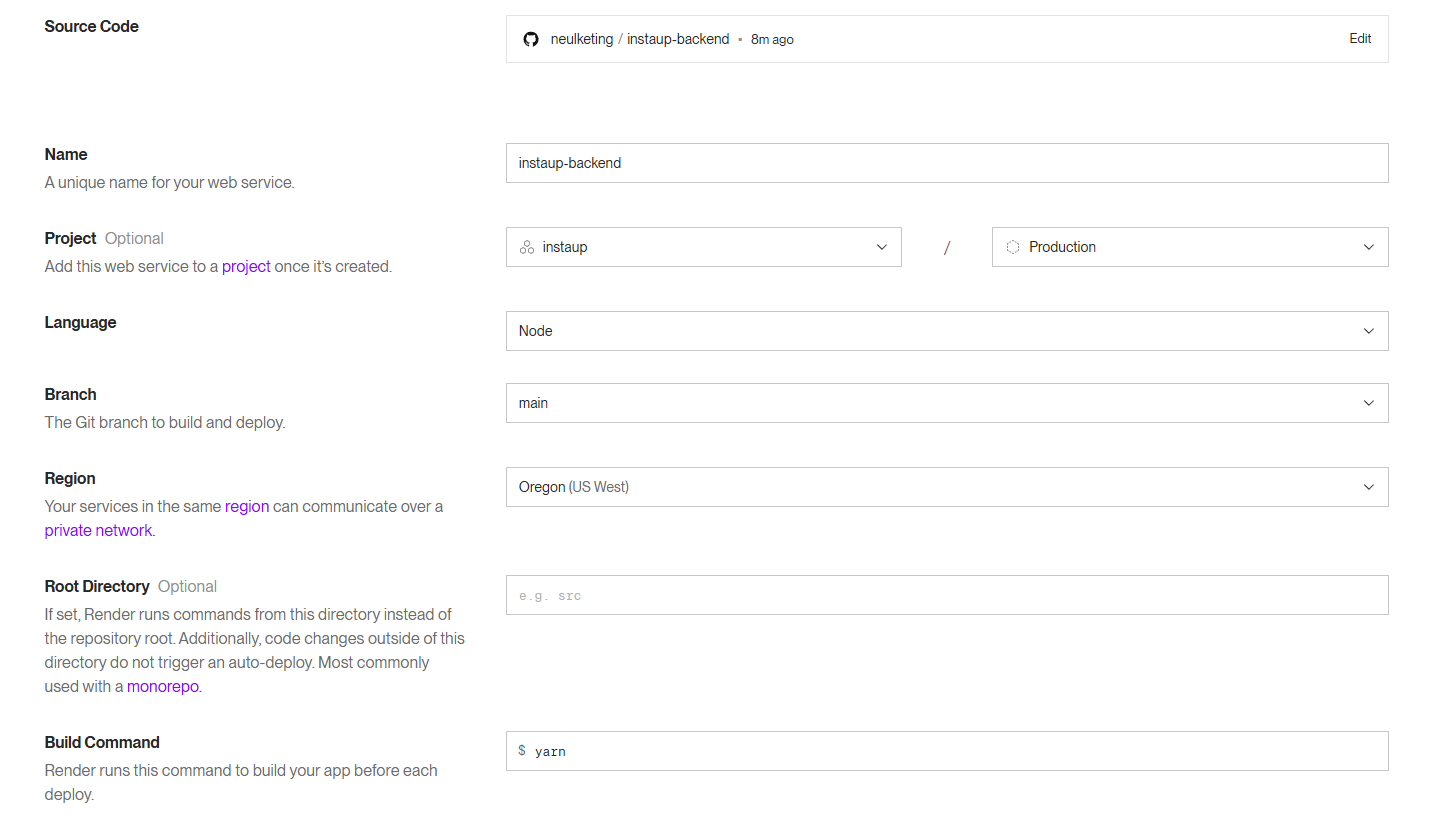 Source Code
neulketing / instaup-backend • 8m ago
Edit
Name
A unique name for your web service.
instaup-backend
Project Optional
Add this web service to a project once it's created.
instaup
/
Production
Language
Node
Branch
The Git branch to build and deploy.
main
Region
Your services in the same region can communicate over a
private network.
Oregon (US West)
Root Directory Optional
If set, Render runs commands from this directory instead of
the repository root. Additionally, code changes outside of this
directory do not trigger an auto-deploy. Most commonly
used with a monorepo.
e.g. src
Build Command
Render runs this command to build your app before each
deploy.
$ yarn